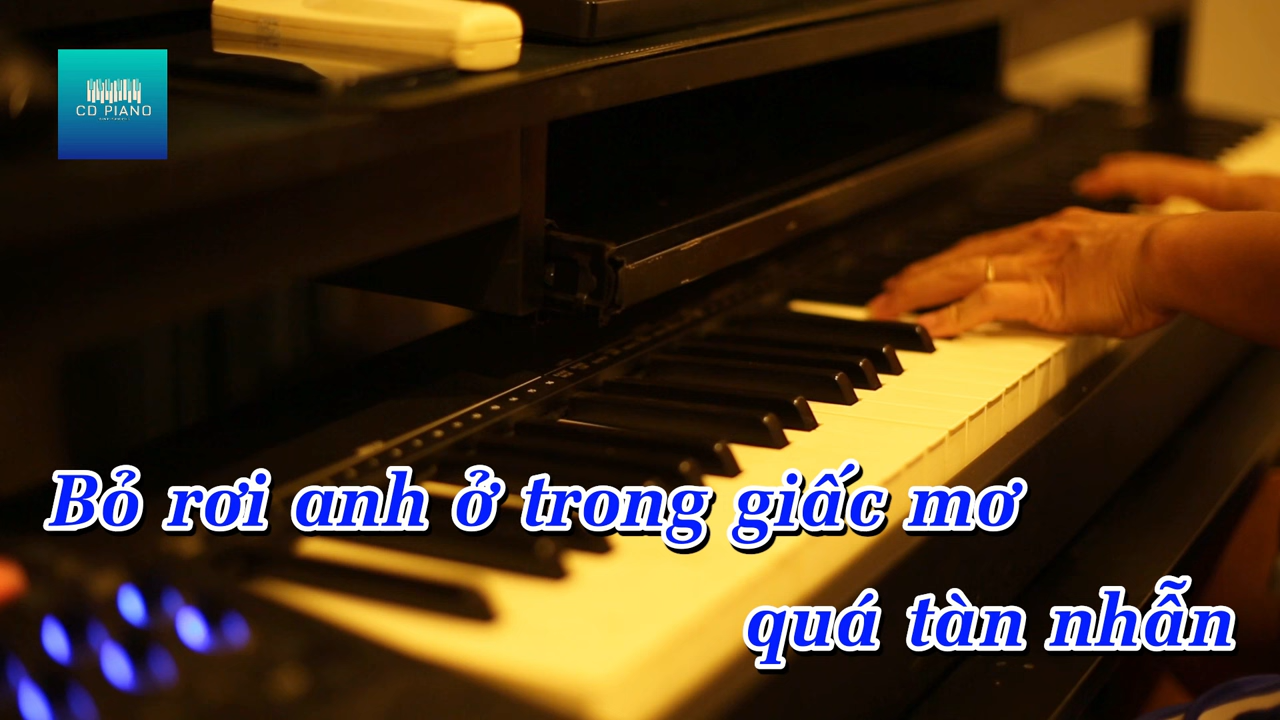 CD PIANO
Bỏ rơi anh ở trong giấc mơ
quá tàn nhẫn